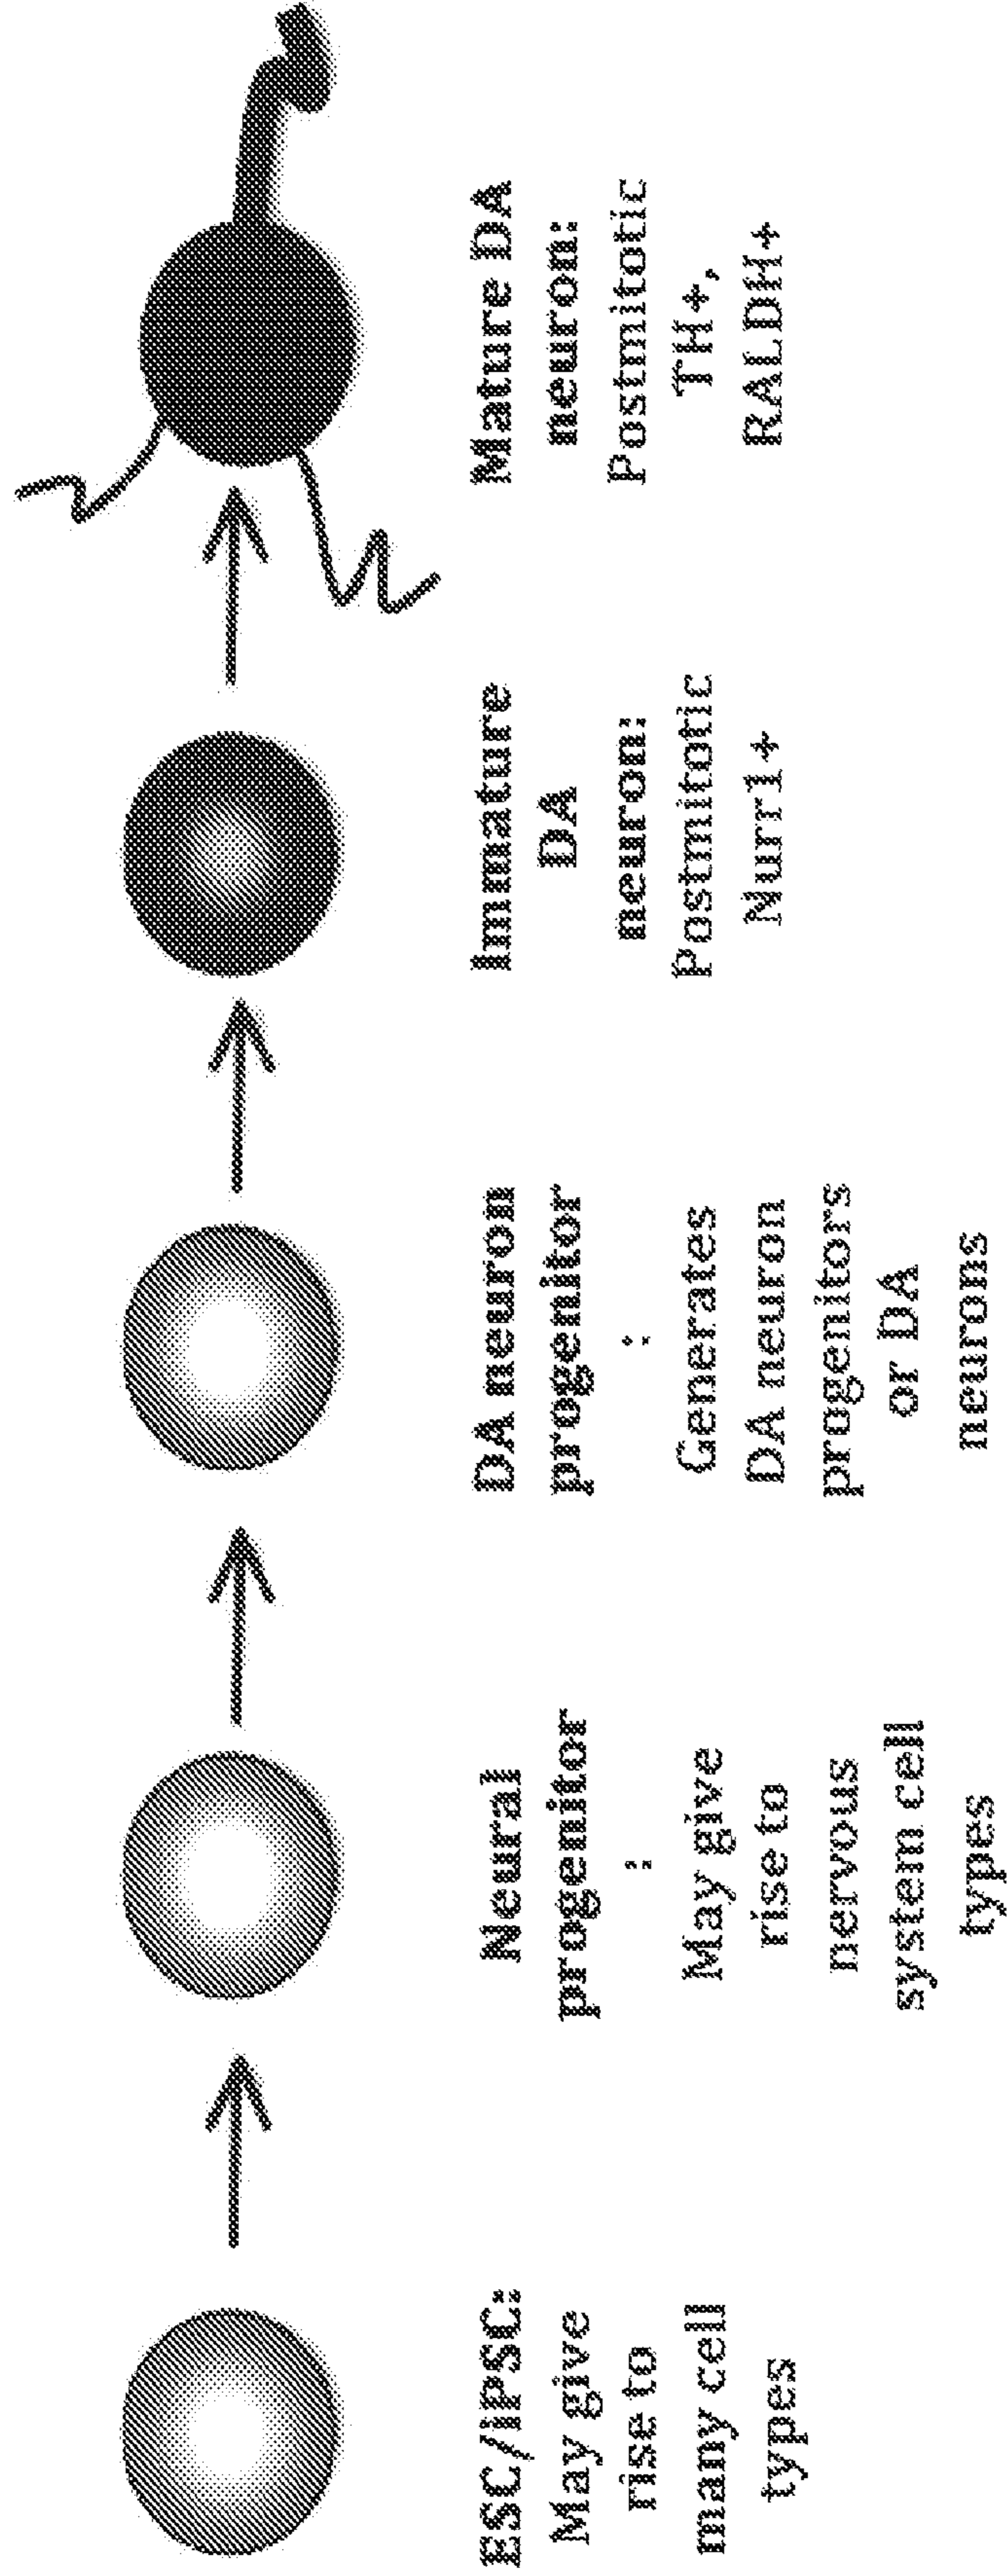 ESC/iPSC:
May give
rise to
many cell
types
Neural
progenitor
:
May give
rise to
nervous
system cell
types
DA neuron
progenitor
:
Generates
DA neuron
progenitors
or DA
neurons
Immature
DA
neuron:
Postmitotic
Nurr1+
Mature DA
neuron:
Postmitotic
TH+,
RALDH+